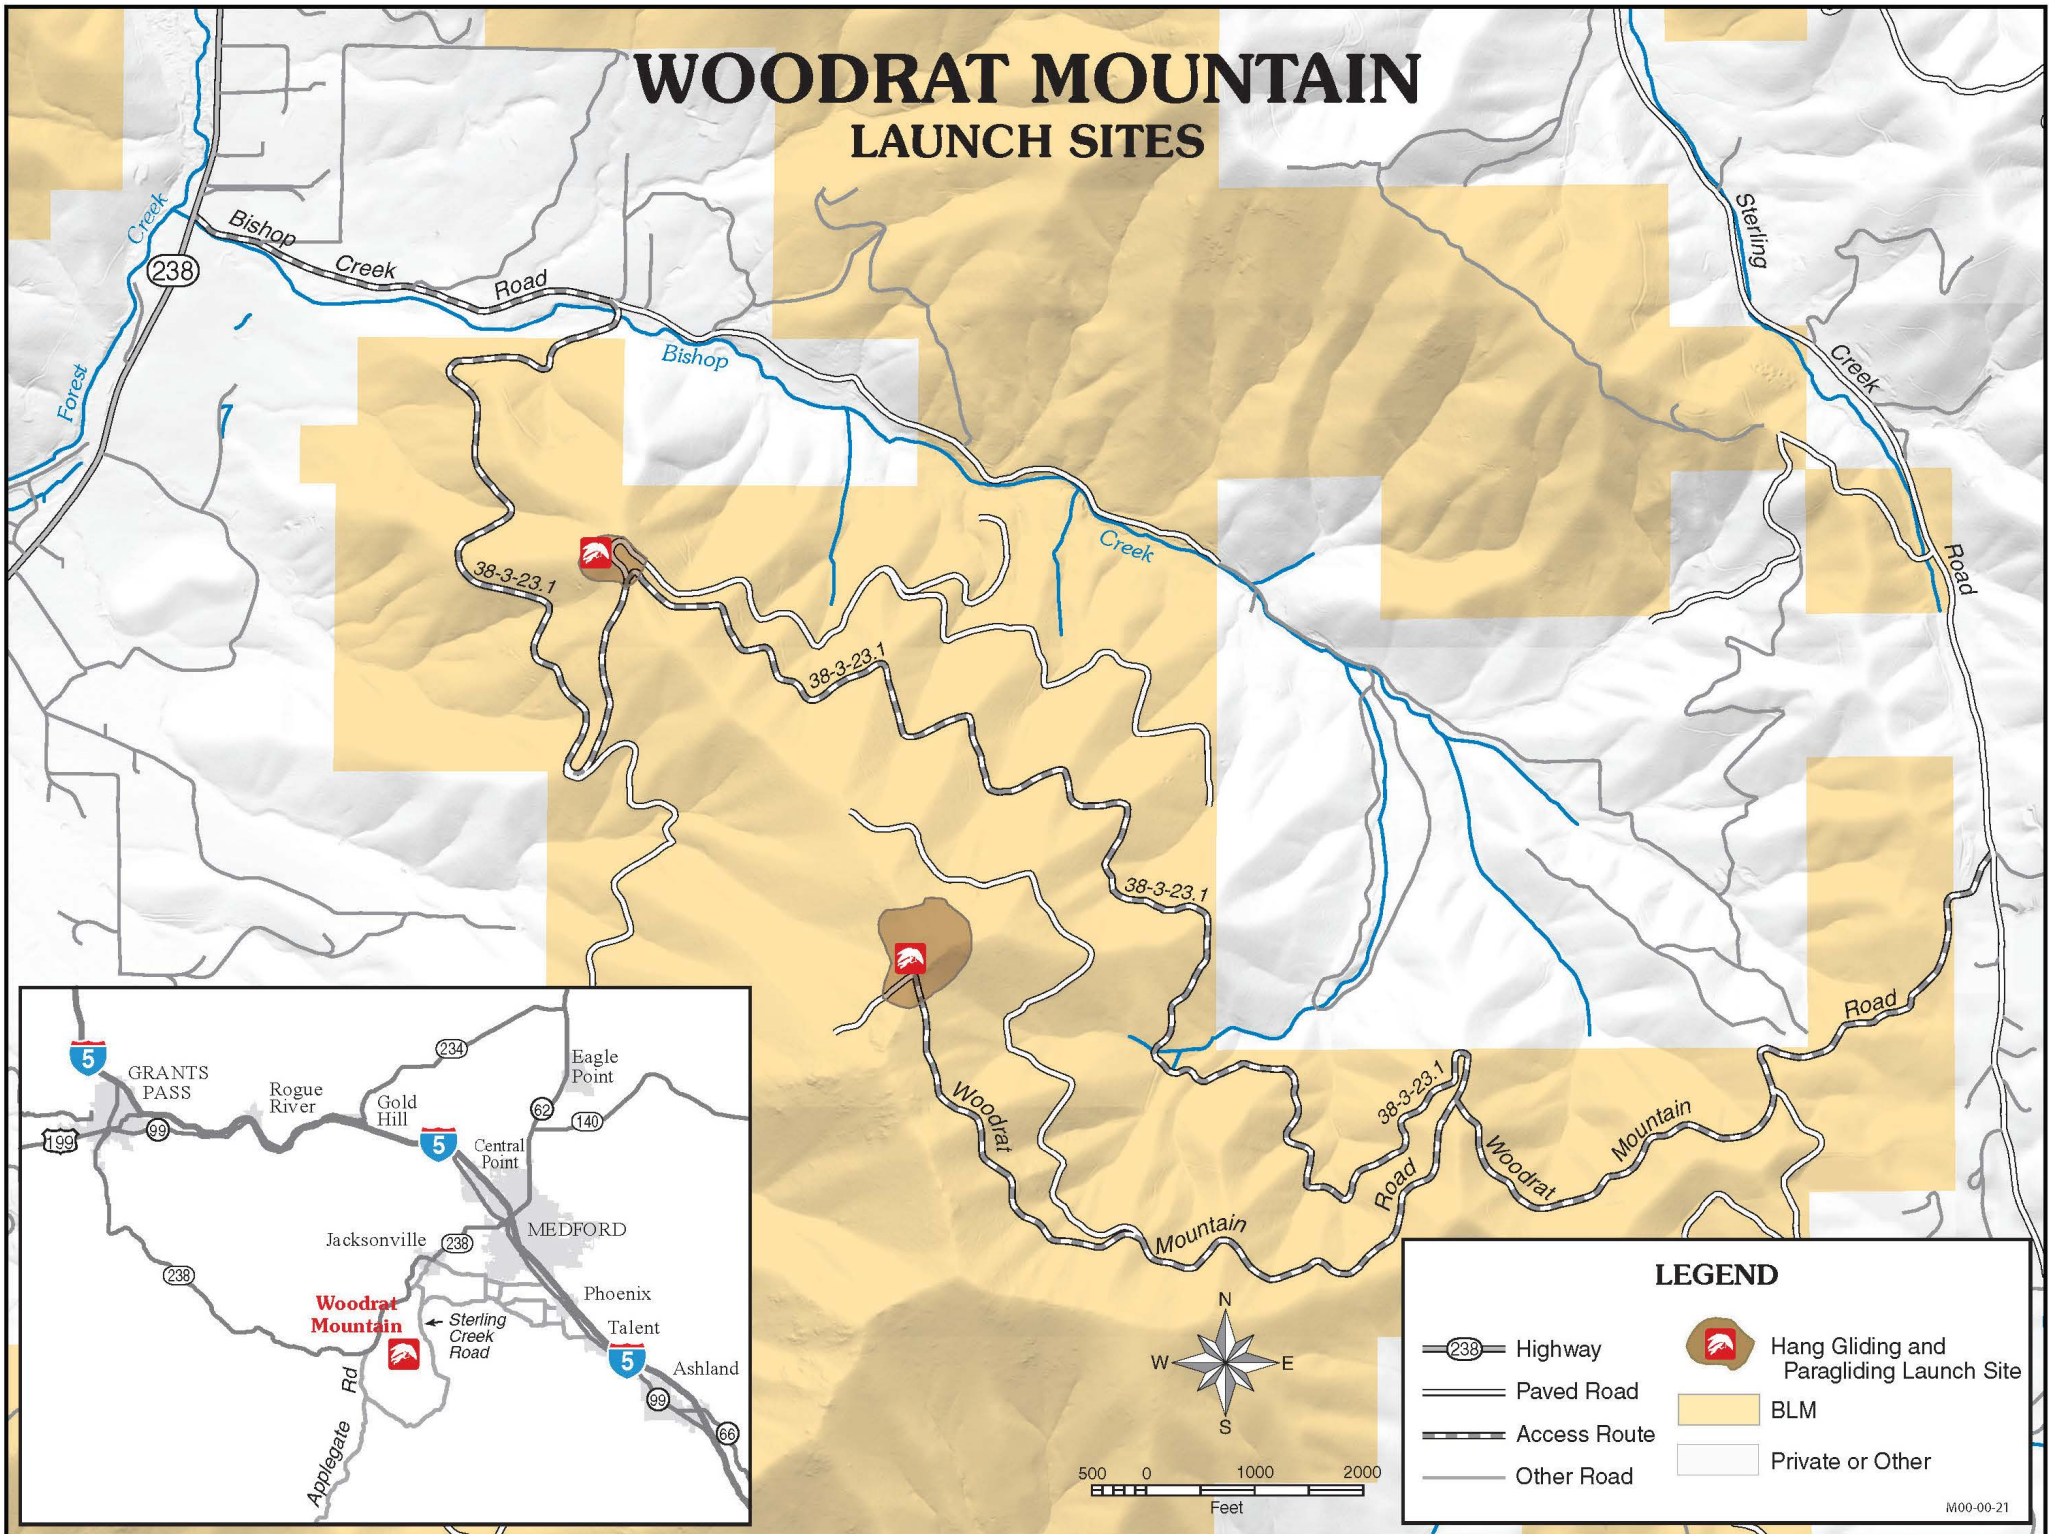 WOODRAT MOUNTAIN
LAUNCH SITES
Creek
Forest
238
Bishop
Creek
Road
Bishop
Creek
Sterling
Creek
Road
38-3-23.1
38-3-23.1
38-3-23.1
38-3-23.1
Woodrat
Mountain
Road
Woodrat
Mountain
Road
5
GRANTS
PASS
199
99
Rogue
River
234
Gold
Hill
5
Eagle
Point
62
140
Central
Point
MEDFORD
Jacksonville
238
238
Woodrat
Mountain
Sterling
Creek
Road
Phoenix
Talent
5
Ashland
99
66
Applegate Rd
N
W
E
S
500 0 1000 2000
Feet
LEGEND
238
Highway
Paved Road
Access Route
Other Road
Hang Gliding and
Paragliding Launch Site
BLM
Private or Other
M00-00-21